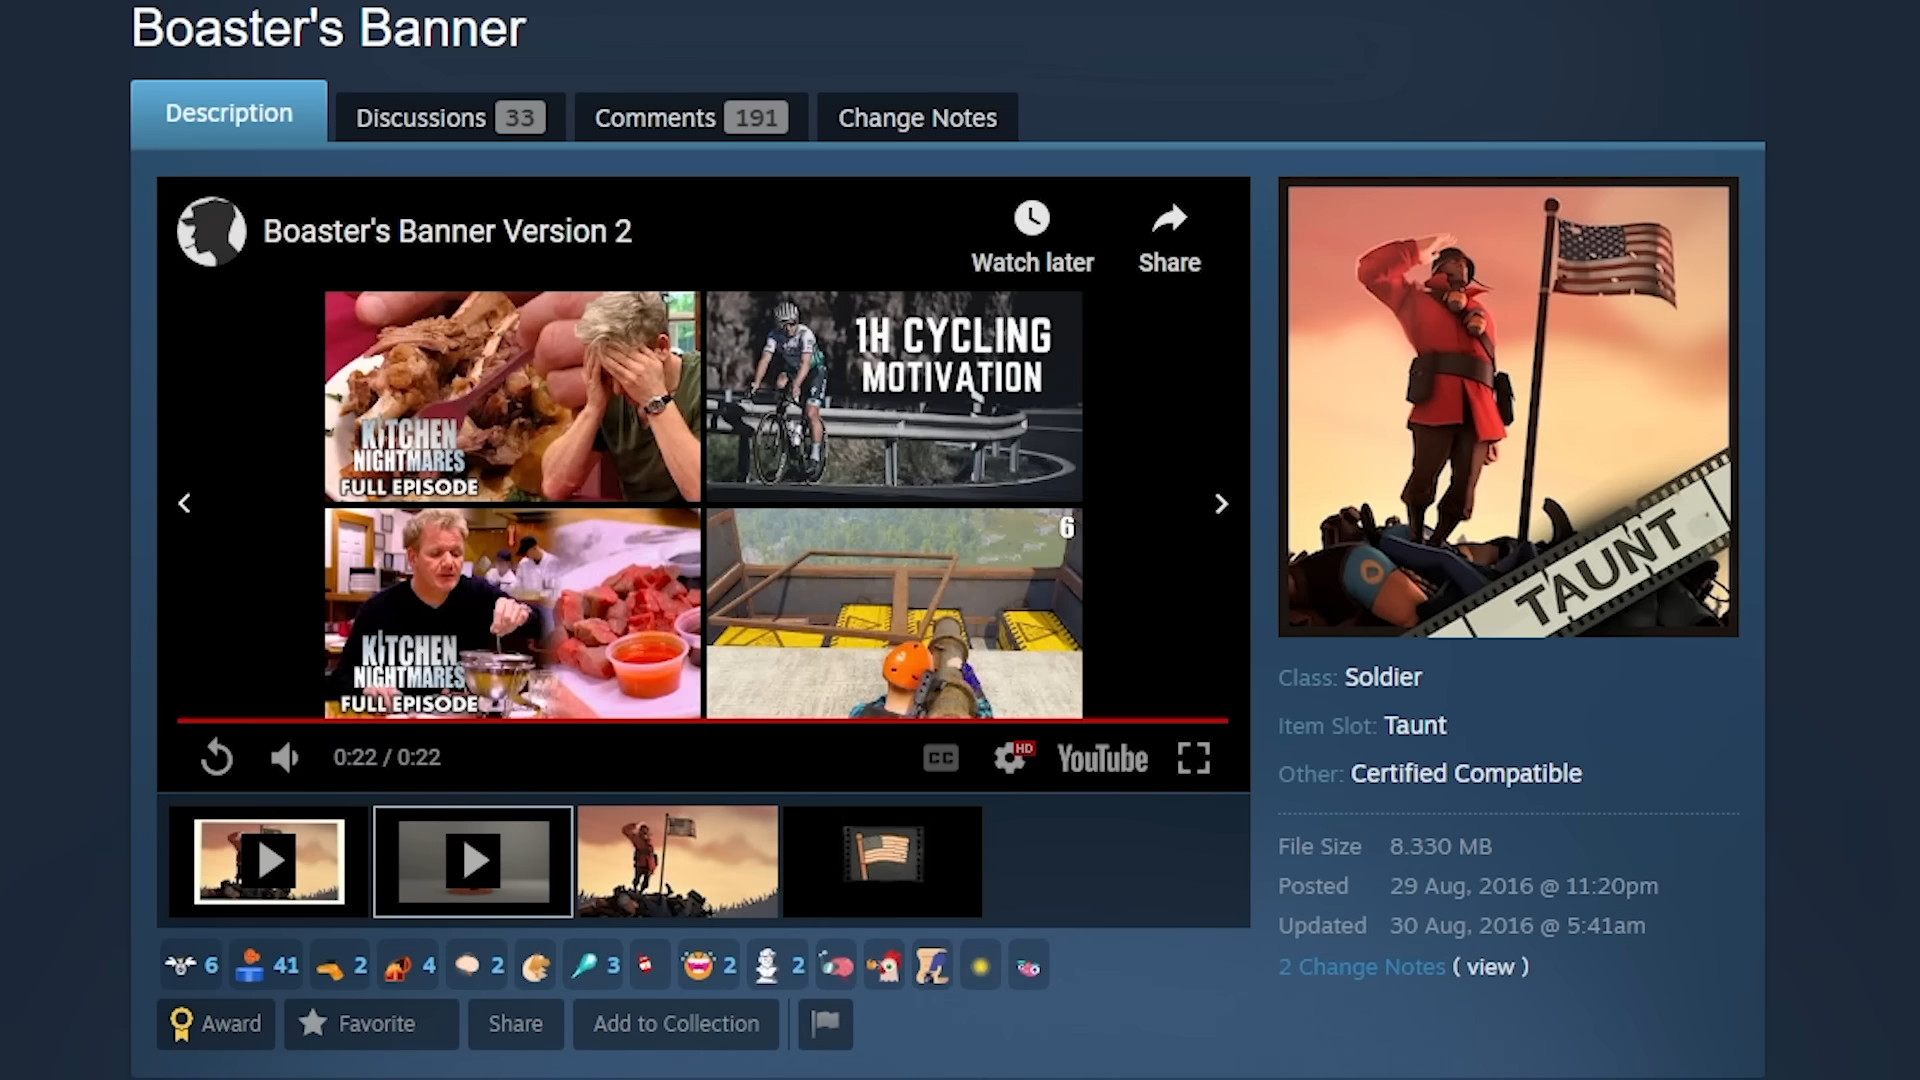 Boaster's Banner
Description
Discussions 33
Comments 191
Change Notes
Boaster's Banner Version 2
Watch later
Share
KITCHEN
NIGHTMARES
FULL EPISODE
1H CYCLING
MOTIVATION
KITCHEN
NIGHTMARES
FULL EPISODE
6
0:22 / 0:22
CC
HD
YouTube
TAUNT
Class: Soldier
Item Slot: Taunt
Other: Certified Compatible
File Size 8.330 MB
Posted 29 Aug, 2016 @ 11:20pm
Updated 30 Aug, 2016 @ 5:41am
2 Change Notes ( view )
6 41 2 4 2 3 2 2
Award
Favorite
Share
Add to Collection